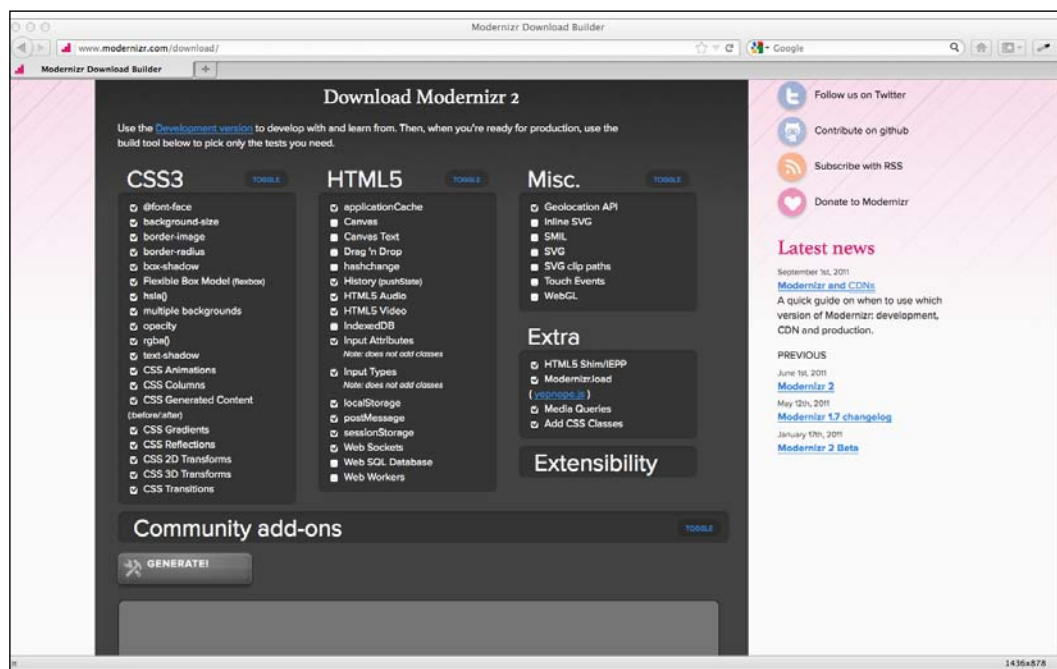 Modernizr Download Builder
www.modernizr.com/download/
Google
Modernizr Download Builder
Download Modernizr 2
Use the Development version to develop with and learn from. Then, when you're ready for production, use the
build tool below to pick only the tests you need.
CSS3
TOGGLE
@font-face
background-size
border-image
border-radius
box-shadow
Flexible Box Model (flexbox)
hsla()
multiple backgrounds
opacity
rgba()
text-shadow
CSS Animations
CSS Columns
CSS Generated Content
(:before/:after)
CSS Gradients
CSS Reflections
CSS 2D Transforms
CSS 3D Transforms
CSS Transitions
HTML5
TOGGLE
applicationCache
Canvas
Canvas Text
Drag 'n Drop
hashchange
History (pushState)
HTML5 Audio
HTML5 Video
IndexedDB
Input Attributes
Note: does not add classes
Input Types
Note: does not add classes
localStorage
postMessage
sessionStorage
Web Sockets
Web SQL Database
Web Workers
Misc.
TOGGLE
Geolocation API
Inline SVG
SMIL
SVG
SVG clip paths
Touch Events
WebGL
Extra
HTML5 Shim/IEPP
Modernizr.load
(yepnope.js)
Media Queries
Add CSS Classes
Extensibility
Community add-ons
TOGGLE
GENERATE!
Follow us on Twitter
Contribute on github
Subscribe with RSS
Donate to Modernizr
Latest news
September 1st, 2011
Modernizr and CDNs
A quick guide on when to use which
version of Modernizr: development,
CDN and production.
PREVIOUS
June 1st, 2011
Modernizr 2
May 12th, 2011
Modernizr 1.7 changelog
January 17th, 2011
Modernizr 2 Beta
1436x878